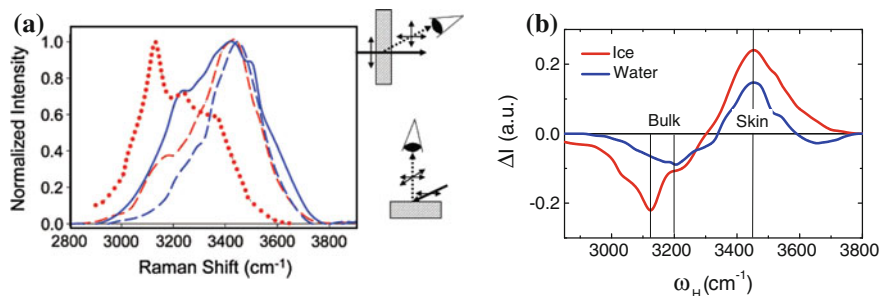 (a)
Normalized Intensity
1.0
0.8
0.6
0.4
0.2
0.0
2800 3000 3200 3400 3600 3800
Raman Shift (cm⁻¹)
(b)
ΔI (a.u.)
0.2
0.0
-0.2
Ice
Water
Bulk
Skin
3000 3200 3400 3600 3800
ω_H(cm⁻¹)